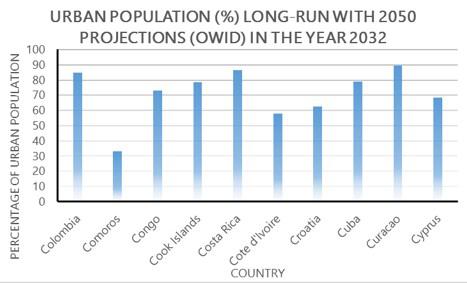 URBAN POPULATION (%) LONG-RUN WITH 2050
PROJECTIONS (OWID) IN THE YEAR 2032
PERCENTAGE OF URBAN POPULATION
100
90
80
70
60
50
40
30
20
10
0
Colombia
Comoros
Congo
Cook Islands
Costa Rica
Cote d'Ivoire
Croatia
Cuba
Curacao
Cyprus
COUNTRY